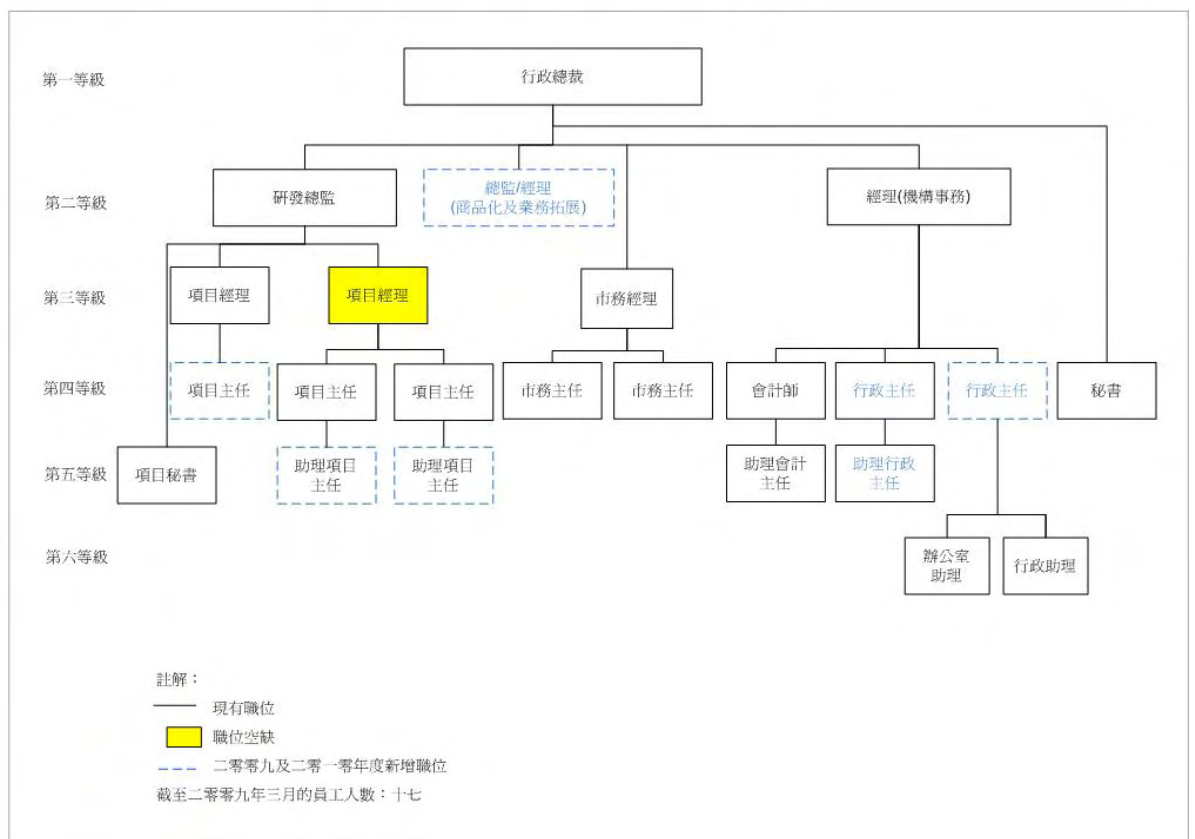 第一等級
行政總裁
第二等級
研發總監
總監/經理
(商品化及業務拓展)
經理(機構事務)
第三等級
項目經理
項目經理
市務經理
第四等級
項目主任
項目主任
項目主任
市務主任
市務主任
會計師
行政主任
行政主任
秘書
第五等級
項目秘書
助理項目
主任
助理項目
主任
助理會計
主任
助理行政
主任
第六等級
辦公室
助理
行政助理
註解：
現有職位
職位空缺
二零零九及二零一零年度新增職位
截至二零零九年三月的員工人數：十七